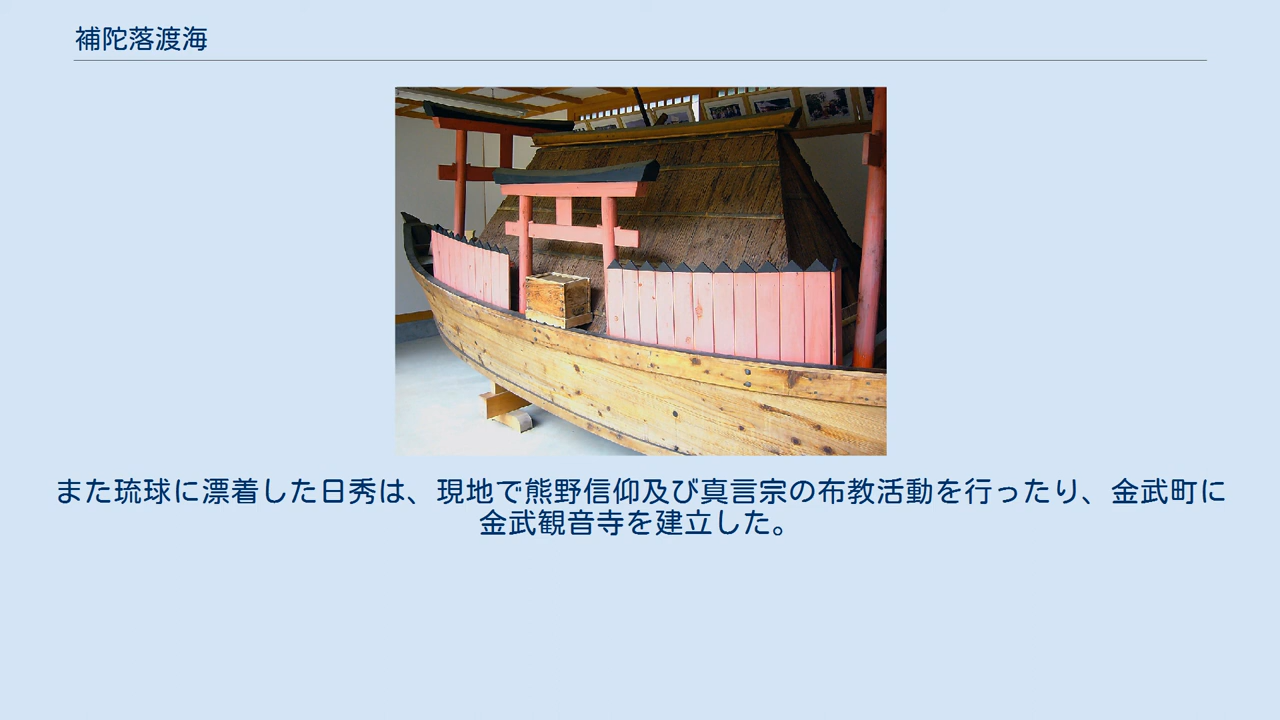 補陀落渡海
また琉球に漂着した日秀は、現地で熊野信仰及び真言宗の布教活動を行ったり、金武町に
金武観音寺を建立した。